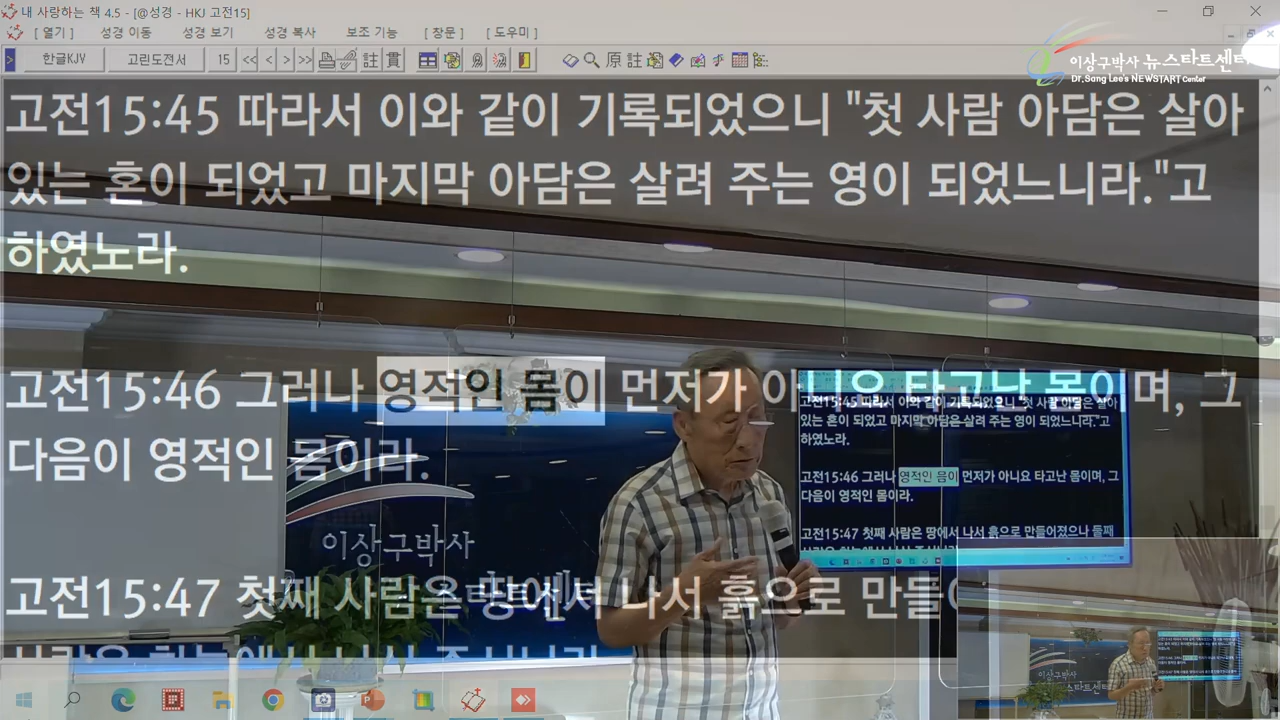 내 사랑하는 책 4.5 - [@성경 - HKJ 고전15]
[ 열기 ] 성경 이동 성경 보기 성경 복사 보조 기능 [ 창문 ] [ 도우미 ]
> 한글KJV 고린도전서 15 << < > >> 註 貫 原 註
이상구박사 뉴스타트센터
Dr. Sang Lee's NEWSTART Center
고전15:45 따라서 이와 같이 기록되었으니 "첫 사람 아담은 살아
있는 혼이 되었고 마지막 아담은 살려 주는 영이 되었느니라."고
하였노라.
고전15:46 그러나 영적인 몸이 먼저가 아니요 타고난 몸이며, 그
다음이 영적인 몸이라.
고전15:47 첫째 사람은 땅에서 나서 흙으로 만들
고전15:45 따라서 이와 같이 기록되었으니 "첫 사람 아담은 살아
있는 혼이 되었고 마지막 아담은 살려 주는 영이 되었느니라."고
하였노라.
고전15:46 그러나 영적인 몸이 먼저가 아니요 타고난 몸이며, 그
다음이 영적인 몸이라.
고전15:47 첫째 사람은 땅에서 나서 흙으로 만들어졌으나 둘째
이상구박사